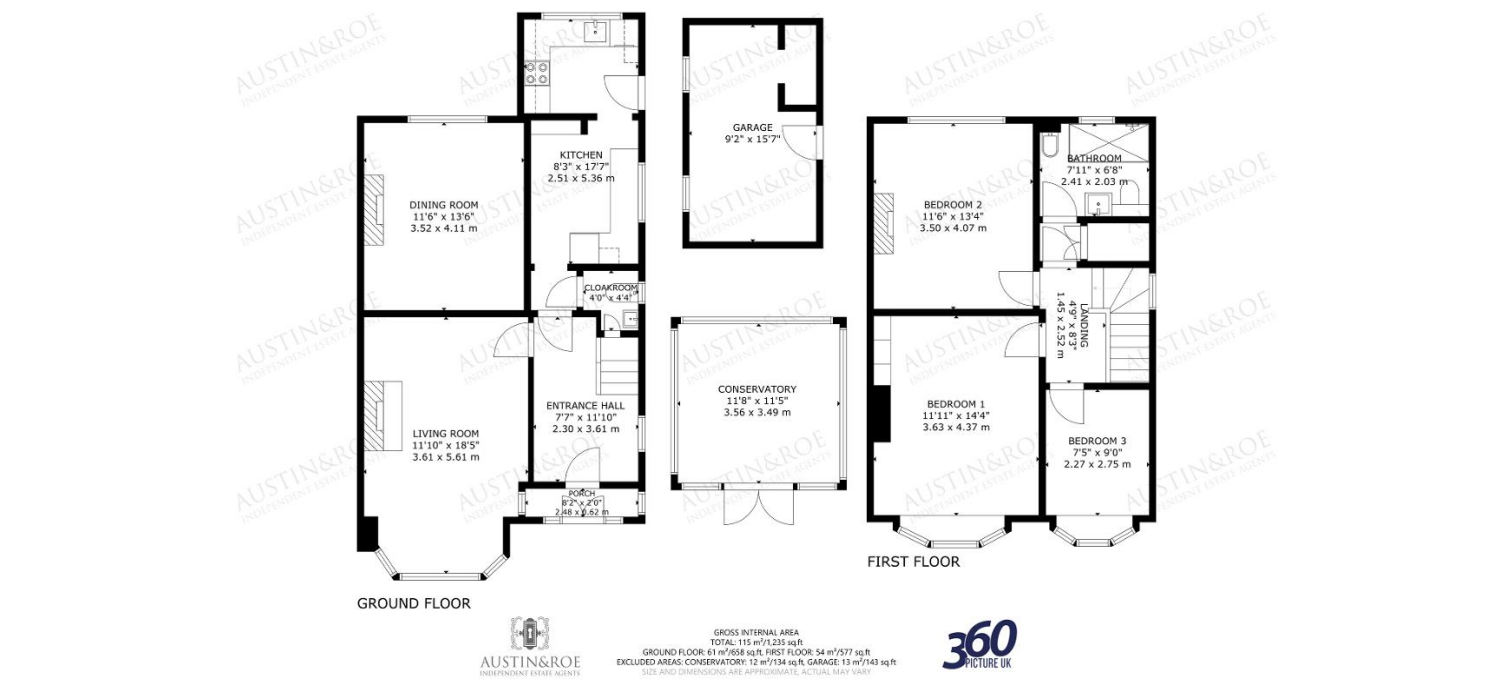 KITCHEN
8'3" x 17'7"
2.51 x 5.36 m
DINING ROOM
11'6" x 13'6"
3.52 x 4.11 m
CLOAKROOM
4'0" x 4'4"
ENTRANCE HALL
7'7" x 11'10"
2.30 x 3.61 m
LIVING ROOM
11'10" x 18'5"
3.61 x 5.61 m
PORCH
8'2" x 2'0"
2.48 x 0.62 m
GROUND FLOOR
GARAGE
9'2" x 15'7"
CONSERVATORY
11'8" x 11'5"
3.56 x 3.49 m
BATHROOM
7'11" x 6'8"
2.41 x 2.03 m
BEDROOM 2
11'6" x 13'4"
3.50 x 4.07 m
LANDING
4'9" x 8'3"
1.45 x 2.52 m
BEDROOM 1
11'11" x 14'4"
3.63 x 4.37 m
BEDROOM 3
7'5" x 9'0"
2.27 x 2.75 m
FIRST FLOOR
AUSTIN&ROE
INDEPENDENT ESTATE AGENTS
GROSS INTERNAL AREA
TOTAL: 115 m²/1,235 sq.ft
GROUND FLOOR: 61 m²/658 sq.ft, FIRST FLOOR: 54 m²/577 sq.ft
EXCLUDED AREAS: CONSERVATORY: 12 m²/134 sq.ft, GARAGE: 13 m²/143 sq.ft
SIZE AND DIMENSIONS ARE APPROXIMATE, ACTUAL MAY VARY
360
PICTURE UK